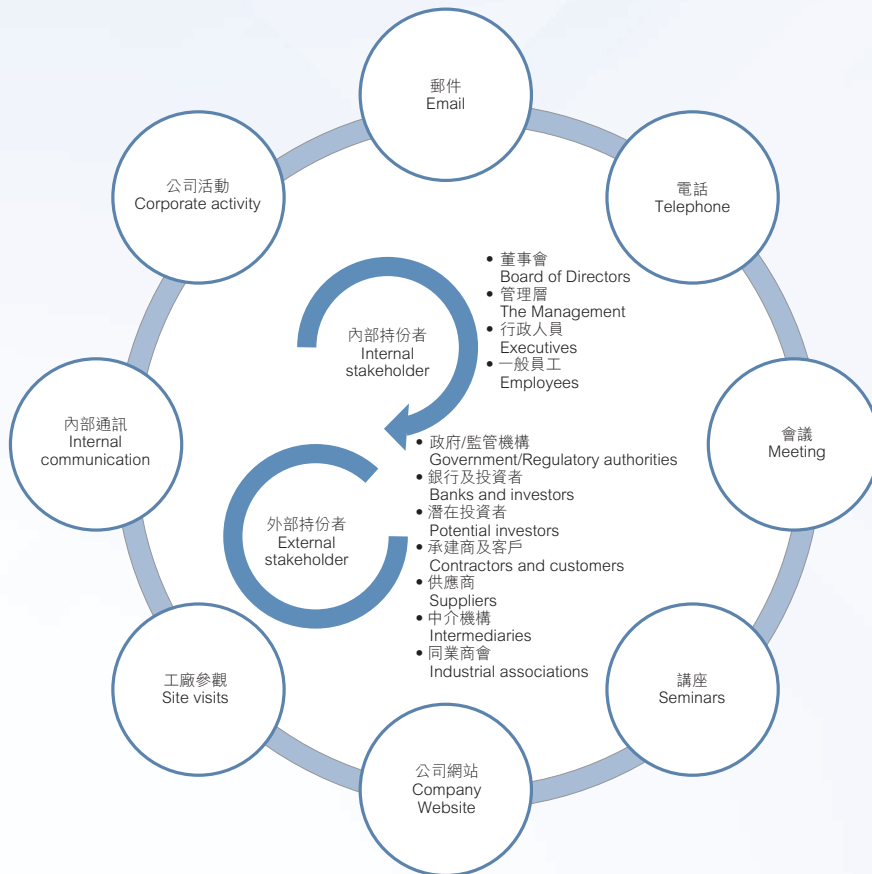 郵件
Email
電話
Telephone
會議
Meeting
講座
Seminars
公司網站
Company
Website
工廠參觀
Site visits
內部通訊
Internal
communication
公司活動
Corporate activity
內部持份者
Internal
stakeholder
• 董事會
Board of Directors
• 管理層
The Management
• 行政人員
Executives
• 一般員工
Employees
外部持份者
External
stakeholder
• 政府/監管機構
Government/Regulatory authorities
• 銀行及投資者
Banks and investors
• 潛在投資者
Potential investors
• 承建商及客戶
Contractors and customers
• 供應商
Suppliers
• 中介機構
Intermediaries
• 同業商會
Industrial associations